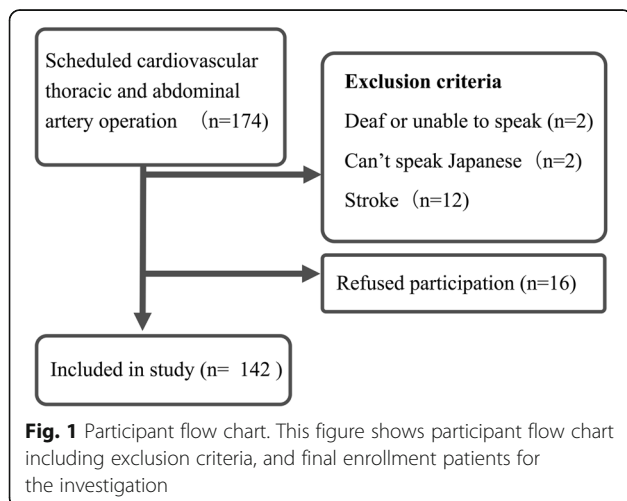 Scheduled cardiovascular
thoracic and abdominal
artery operation （n=174)
Exclusion criteria
Deaf or unable to speak (n=2)
Can’t speak Japanese （n=2)
Stroke （n=12)
Refused participation (n=16)
Included in study (n= 142 )
Fig. 1 Participant flow chart. This figure shows participant flow chart
including exclusion criteria, and final enrollment patients for
the investigation